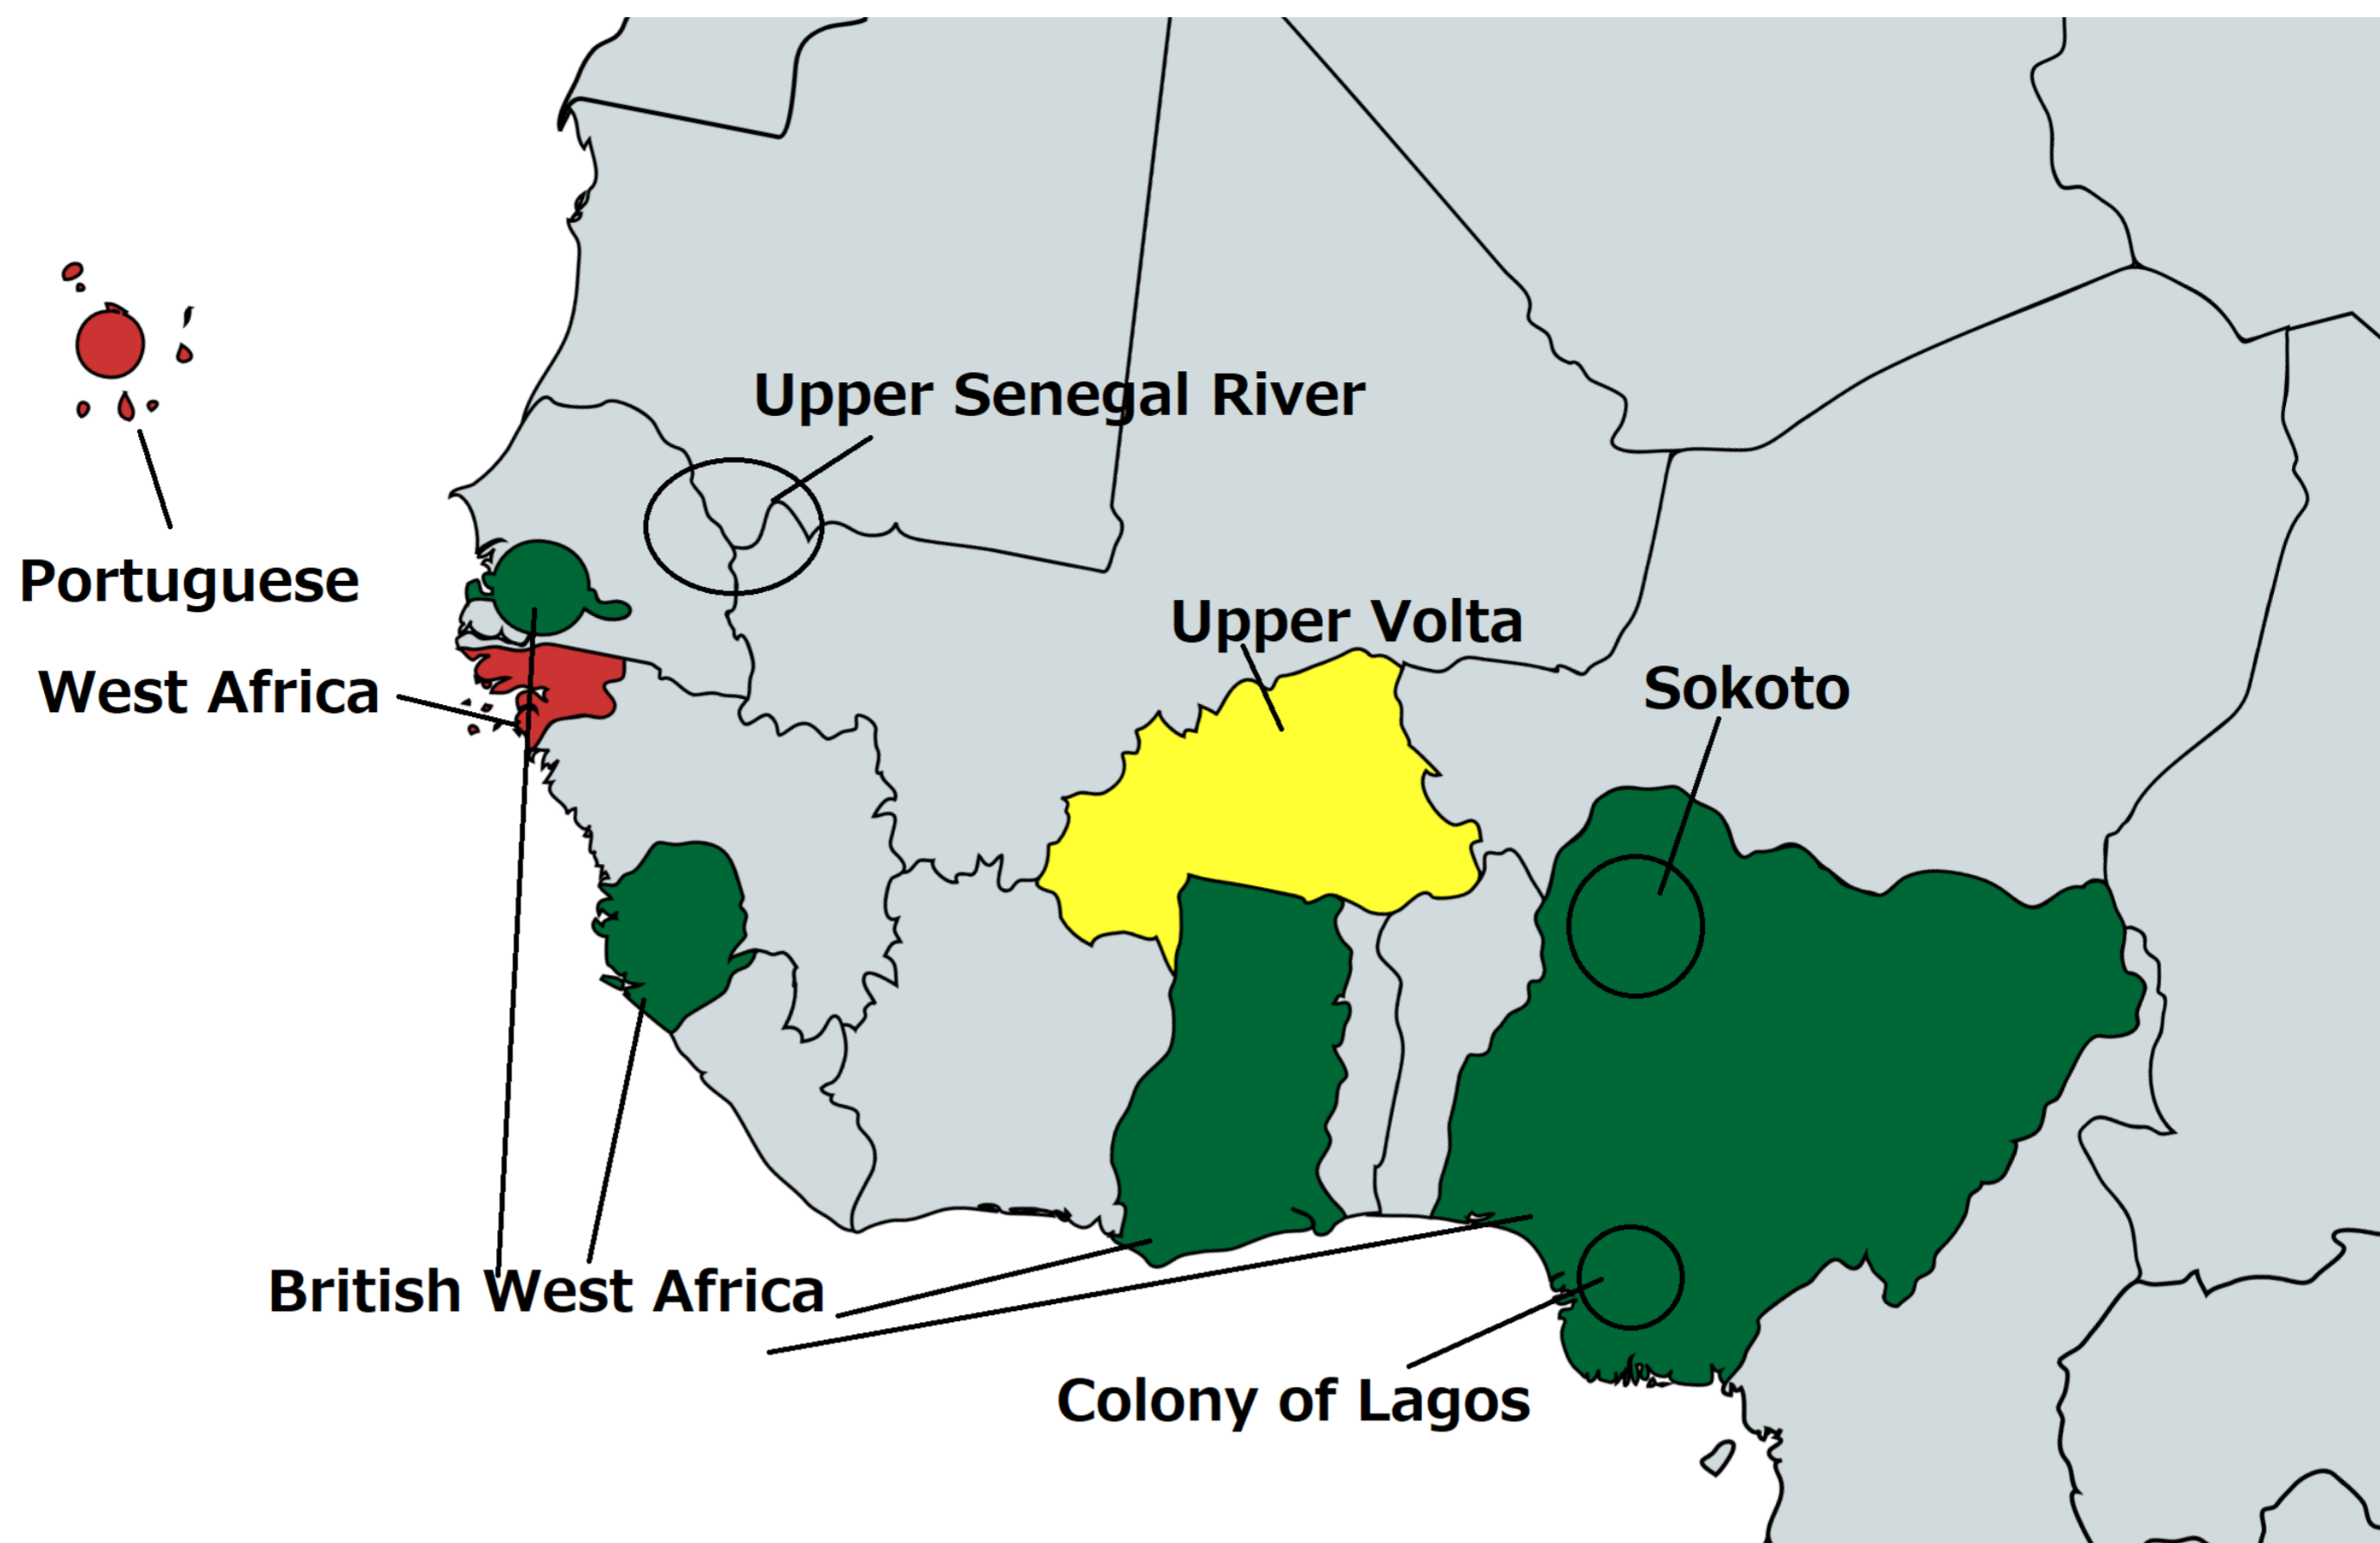 Upper Senegal River
Portuguese
West Africa
Upper Volta
Sokoto
British West Africa
Colony of Lagos